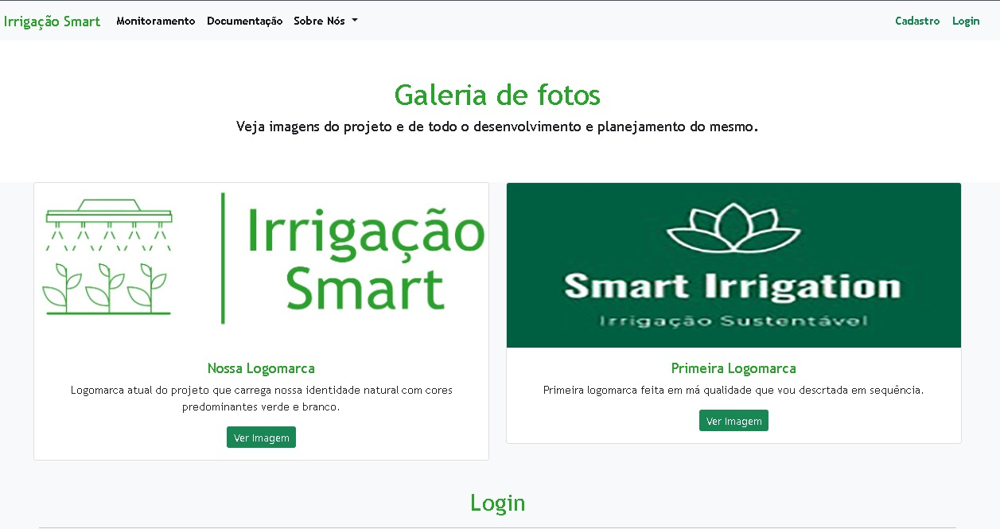 Irrigação Smart Monitoramento Documentação Sobre Nós Cadastro Login
Galeria de fotos
Veja imagens do projeto e de todo o desenvolvimento e planejamento do mesmo.
Irrigação
Smart
Nossa Logomarca
Logomarca atual do projeto que carrega nossa identidade natural com cores
predominantes verde e branco.
Ver Imagem
Smart Irrigation
Irrigação Sustentável
Primeira Logomarca
Primeira logomarca feita em má qualidade que vou descrtada em sequência.
Ver Imagem
Login